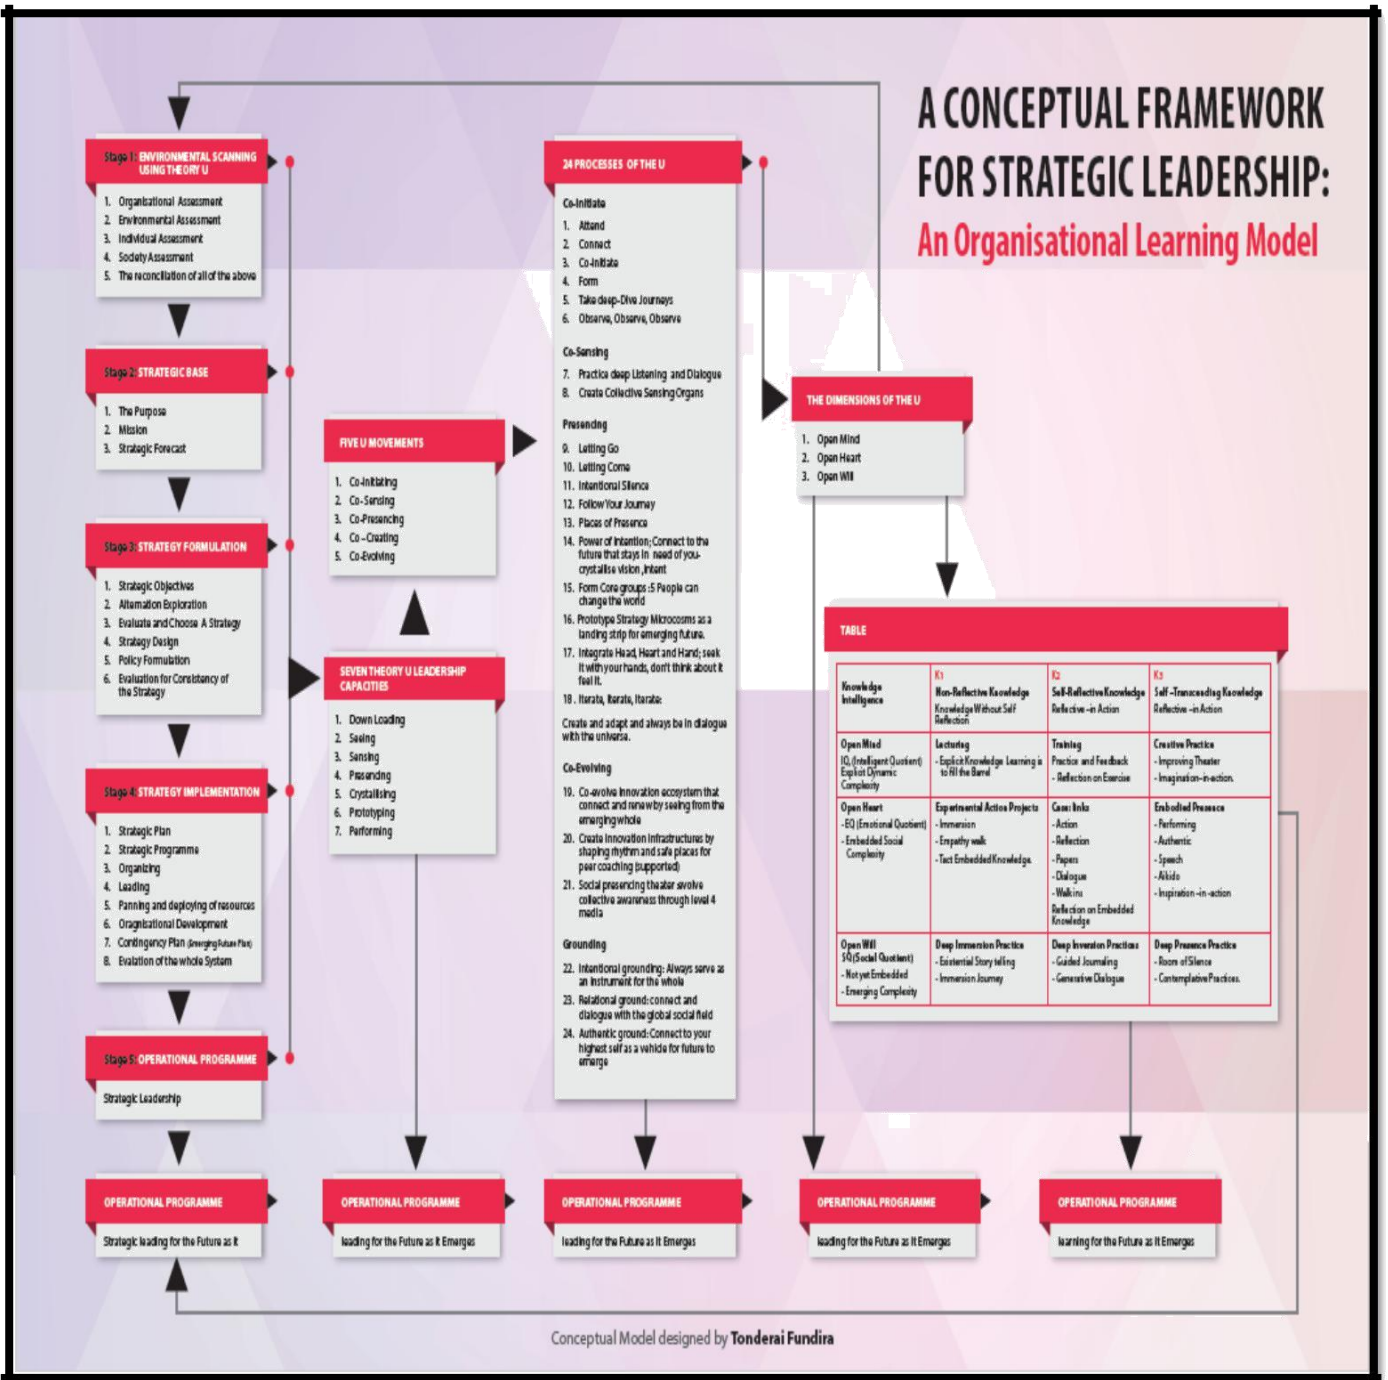 A CONCEPTUAL FRAMEWORK
FOR STRATEGIC LEADERSHIP:
An Organisational Learning Model
Stage 1: ENVIRONMENTAL SCANNING
USING THEORY U
1. Organisational Assessment
2. Environmental Assessment
3. Individual Assessment
4. Society Assessment
5. The reconciliation of all of the above
Stage 2: STRATEGIC BASE
1. The Purpose
2. Mission
3. Strategic Forecast
Stage 3: STRATEGY FORMULATION
1. Strategic Objectives
2. Alternation Exploration
3. Evaluate and Choose A Strategy
4. Strategy Design
5. Policy Formulation
6. Evaluation for Consistency of
the Strategy
Stage 4: STRATEGY IMPLEMENTATION
1. Strategic Plan
2. Strategic Programme
3. Organizing
4. Leading
5. Panning and deploying of resources
6. Oragnisational Development
7. Contingency Plan (Emerging Future Plan)
8. Evalation of the whole System
Stage 5: OPERATIONAL PROGRAMME
Strategic Leadership
OPERATIONAL PROGRAMME
Strategic leading for the Future as it
FIVE U MOVEMENTS
1. Co-Initiating
2. Co- Sensing
3. Co-Presencing
4. Co –Creating
5. Co-Evolving
SEVEN THEORY U LEADERSHIP
CAPACITIES
1. Down Loading
2. Seeing
3. Sensing
4. Presencing
5. Crystallising
6. Prototyping
7. Performing
OPERATIONAL PROGRAMME
leading for the Future as It Emerges
24 PROCESSES OF THE U
Co-Initiate
1. Attend
2. Connect
3. Co-Initiate
4. Form
5. Take deep-Dive Journeys
6. Observe, Observe, Observe
Co-Sensing
7. Practice deep Listening and Dialogue
8. Create Collective Sensing Organs
Presencing
9. Letting Go
10. Letting Come
11. Intentional Silence
12. Follow Your Journey
13. Places of Presence
14. Power of Intention; Connect to the
future that stays in need of you-
crystallise vision ,Intent
15. Form Core groups :5 People can
change the world
16. Prototype Strategy Microcosms as a
landing strip for emerging future.
17. Integrate Head, Heart and Hand; seek
it with your hands, don't think about it
feel it.
18 . Iterate, Iterate, Iterate:
Create and adapt and always be in dialogue
with the universe.
Co-Evolving
19. Co-evolve innovation ecosystem that
connect and renew by seeing from the
emerging whole
20. Create Innovation Infrastructures by
shaping rhythm and safe places for
peer coaching (supported)
21. Social presencing theater :evolve
collective awareness through level 4
media
Grounding
22. Intentional grounding: Always serve as
an Instrument for the whole
23. Relational ground: connect and
dialogue with the global social field
24. Authentic ground: Connect to your
highest self as a vehicle for future to
emerge
OPERATIONAL PROGRAMME
leading for the Future as It Emerges
THE DIMENSIONS OF THE U
1. Open Mind
2. Open Heart
3. Open Will
OPERATIONAL PROGRAMME
leading for the Future as It Emerges
TABLE
Knowledge
Intelligence
K1
Non-Reflective Knowledge
Knowledge Without Self
Reflection
K2
Self-Reflective Knowledge
Reflective –in Action
K3
Self –Transcending Knowledge
Reflective –in Action
Open Mind
IQ, (Intelligent Quotient)
Explicit Dynamic
Complexity
Lecturing
- Explicit Knowledge Learning is
to fill the Barrel
Training
Practice and Feedback
- Reflection on Exercise
Creative Practice
- Improving Theater
- Imagination-in-action.
Open Heart
- EQ (Emotional Quotient)
- Embedded Social
Complexity
Experimental Action Projects
- Immersion
- Empathy walk
- Tact Embedded Knowledge.
Case: links
- Action
- Reflection
- Papers
- Dialogue
- Walk ins
Reflection on Embedded
Knowledge
Embodied Presence
- Performing
- Authentic
- Speech
- Aikido
- Inspiration –in -action
Open Will
SQ (Social Quotient)
- Not yet Embedded
- Emerging Complexity
Deep Immersion Practice
- Existential Story telling
- Immersion Journey
Deep Inversion Practices
- Guided Journaling
- Generative Dialogue
Deep Presence Practice
- Room of Silence
- Contemplative Practices.
OPERATIONAL PROGRAMME
learning for the Future as It Emerges
Conceptual Model designed by Tonderai Fundira